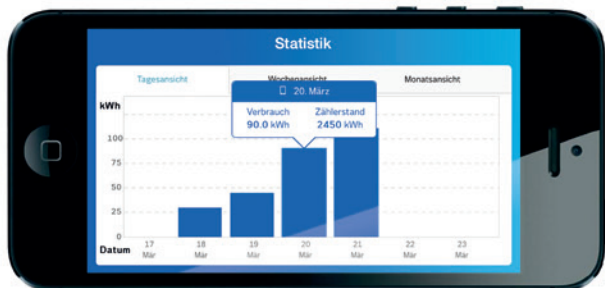 Statistik
Tagesansicht Wochenansicht Monatsansicht
20. März
kWh
Verbrauch Zählerstand
90.0 kWh 2450 kWh
100
75
50
25
0
Datum 17 18 19 20 21 22 23
Mär Mär Mär Mär Mär Mär Mär